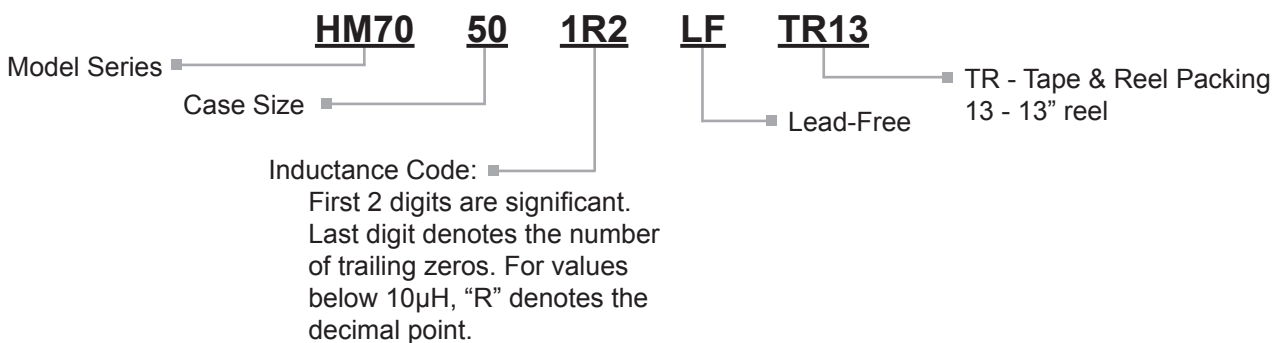 HM70 50 1R2 LF TR13
Model Series
TR - Tape & Reel Packing
13 - 13” reel
Case Size
Lead-Free
Inductance Code:
First 2 digits are significant.
Last digit denotes the number
of trailing zeros. For values
below 10µH, “R” denotes the
decimal point.